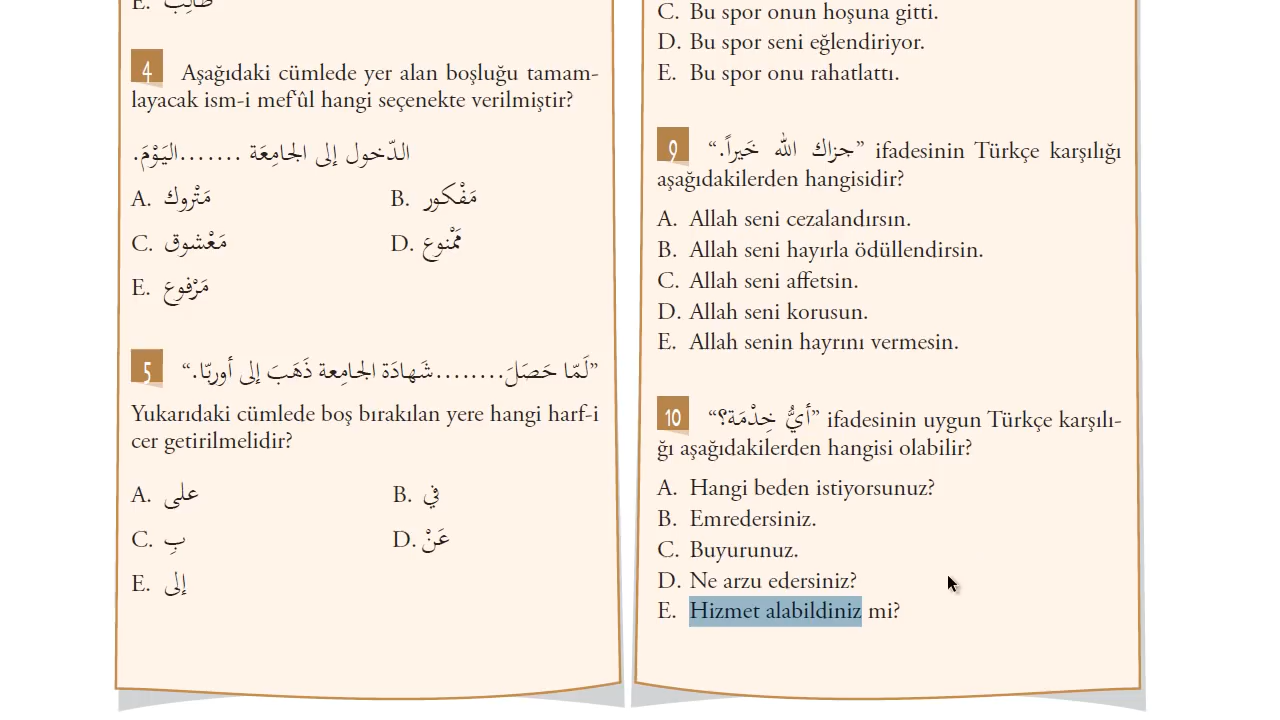 E. طالِب
4 Aşağıdaki cümlede yer alan boşluğu tamam-
layacak ism-i mef'ûl hangi seçenekte verilmiştir?
الدّخول إلى الجامِعَة .......اليَوْمَ.
A. مَتْروك
B. مَفْكور
C. مَعْشوق
D. مَمْنوع
E. مَرْفوع
5 ”لَمّا حَصَلَ........شَهادَة الجامِعة ذَهَبَ إلى أوربّا.“
Yukarıdaki cümlede boş bırakılan yere hangi harf-i
cer getirilmelidir?
A. على
B. في
C. بِ
D. عَنْ
E. إلى
C. Bu spor onun hoşuna gitti.
D. Bu spor seni eğlendiriyor.
E. Bu spor onu rahatlattı.
9 ”جزاك الله خَيراً.“ ifadesinin Türkçe karşılığı
aşağıdakilerden hangisidir?
A. Allah seni cezalandırsın.
B. Allah seni hayırla ödüllendirsin.
C. Allah seni affetsin.
D. Allah seni korusun.
E. Allah senin hayrını vermesin.
10 ”أيُّ خِدْمَة؟“ ifadesinin uygun Türkçe karşılı-
ğı aşağıdakilerden hangisi olabilir?
A. Hangi beden istiyorsunuz?
B. Emredersiniz.
C. Buyurunuz.
D. Ne arzu edersiniz?
E. Hizmet alabildiniz mi?